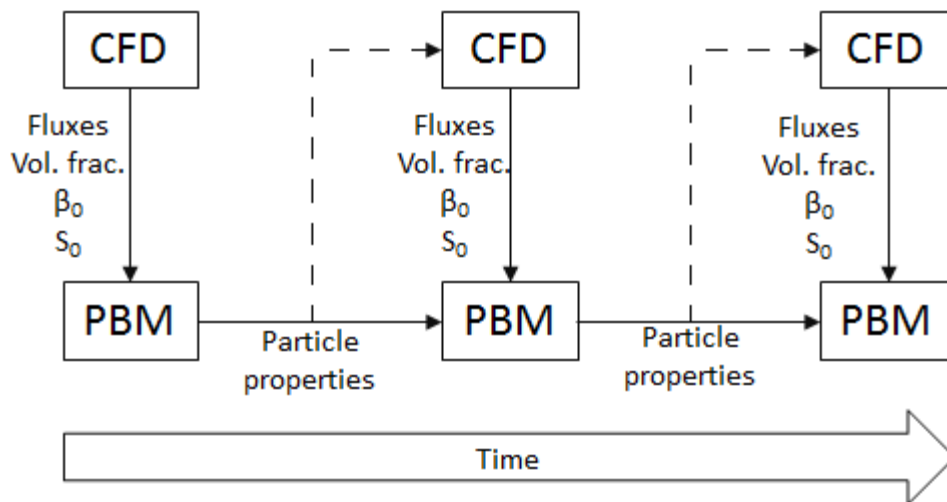 CFD
CFD
CFD
Fluxes
Vol. frac.
β₀
S₀
Fluxes
Vol. frac.
β₀
S₀
Fluxes
Vol. frac.
β₀
S₀
PBM
PBM
PBM
Particle
properties
Particle
properties
Time